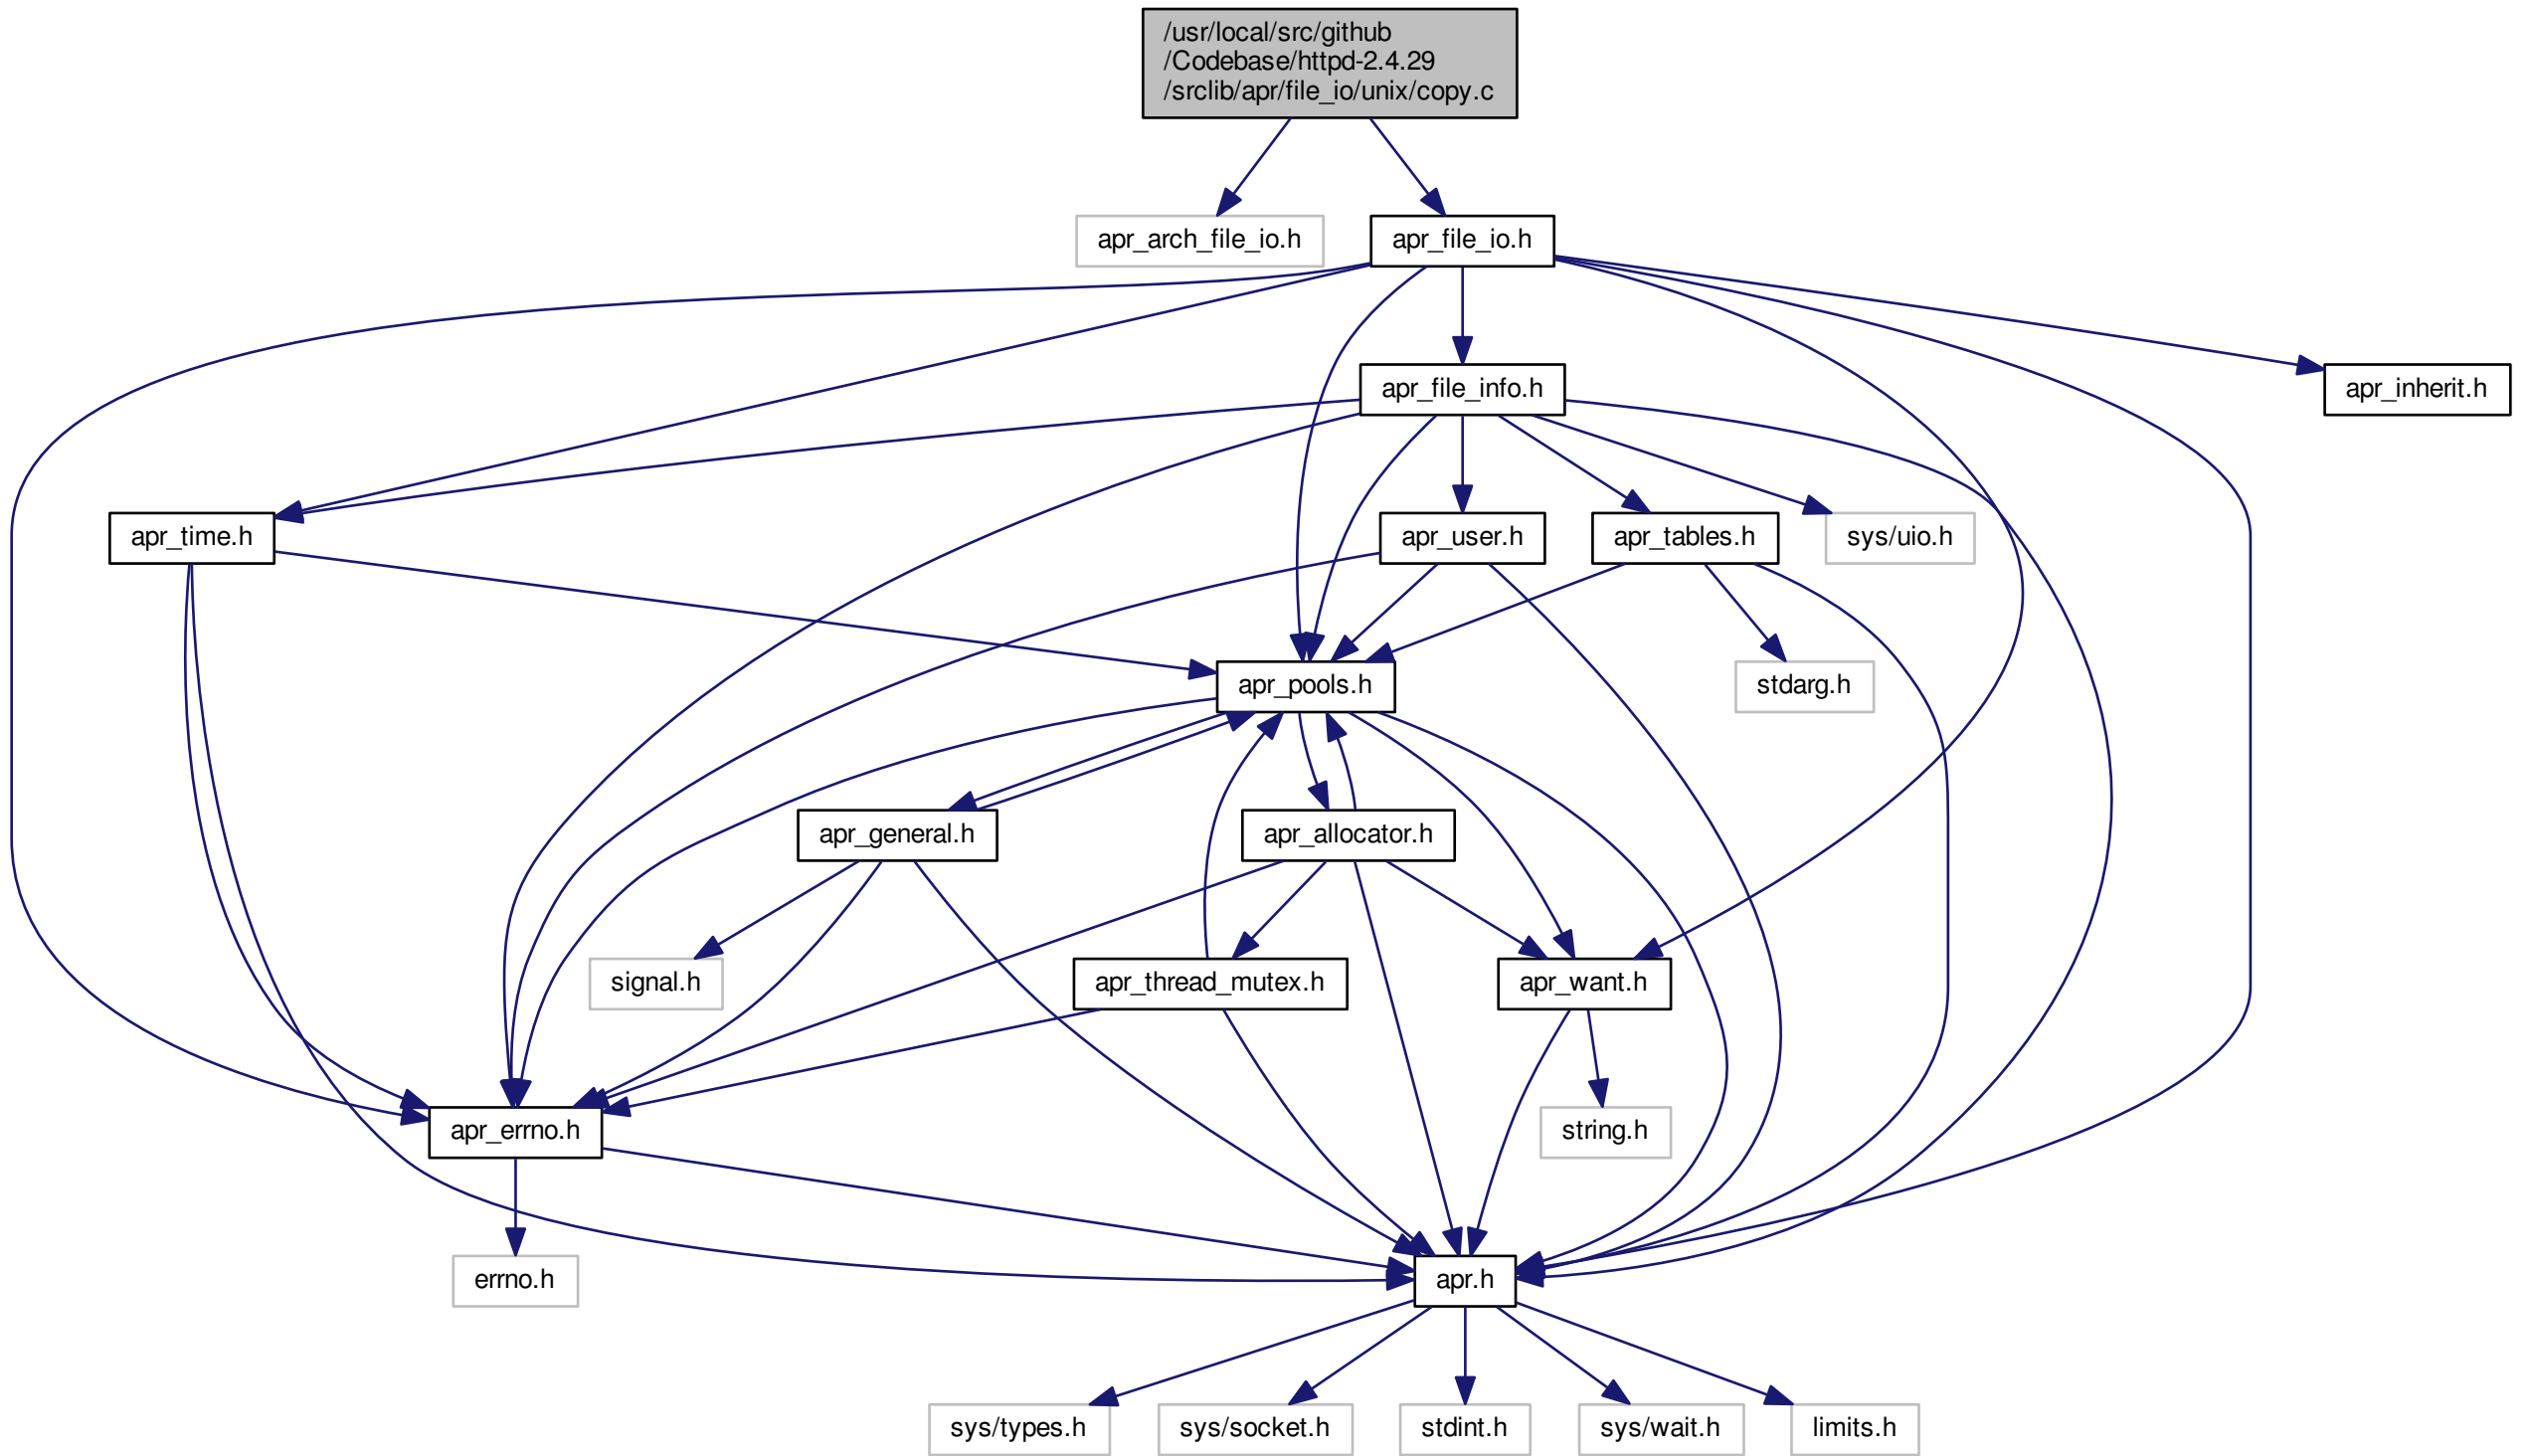 /usr/local/src/github
/Codebase/httpd-2.4.29
/srclib/apr/file_io/unix/copy.c
apr_arch_file_io.h
apr_file_io.h
apr_file_info.h
apr_inherit.h
apr_time.h
apr_user.h
apr_tables.h
sys/uio.h
apr_pools.h
stdarg.h
apr_general.h
apr_allocator.h
signal.h
apr_thread_mutex.h
apr_want.h
apr_errno.h
string.h
errno.h
apr.h
sys/types.h
sys/socket.h
stdint.h
sys/wait.h
limits.h